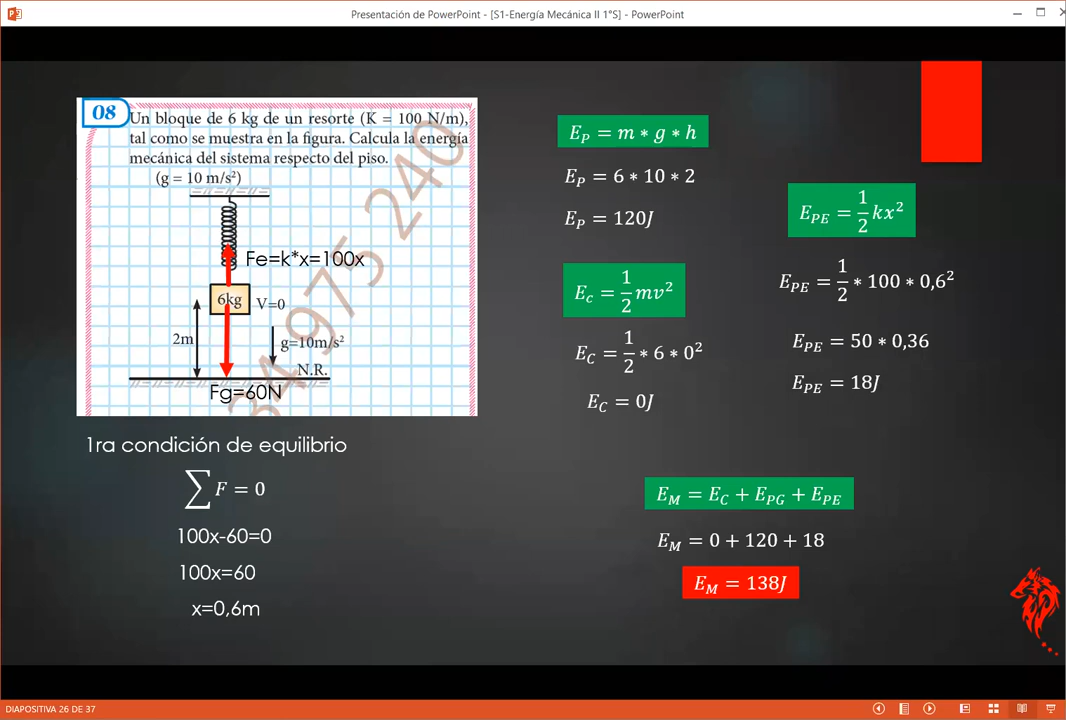 Presentación de PowerPoint - [S1-Energía Mecánica II 1°S] - PowerPoint
08
Un bloque de 6 kg de un resorte (K = 100 N/m),
tal como se muestra en la figura. Calcula la energía
mecánica del sistema respecto del piso.
(g = 10 m/s²)
Fe=k*x=100x
6kg
V=0
2m
g=10m/s²
N.R.
Fg=60N
975 240
1ra condición de equilibrio
∑F = 0
100x-60=0
100x=60
x=0,6m
E_P = m ∗ g ∗ h
E_P = 6 ∗ 10 ∗ 2
E_P = 120J
E_C = 1/2 mv²
E_C = 1/2 ∗ 6 ∗ 0²
E_C = 0J
E_PE = 1/2 kx²
E_PE = 1/2 ∗ 100 ∗ 0,6²
E_PE = 50 ∗ 0,36
E_PE = 18J
E_M = E_C + E_PG + E_PE
E_M = 0 + 120 + 18
E_M = 138J
DIAPOSITIVA 26 DE 37